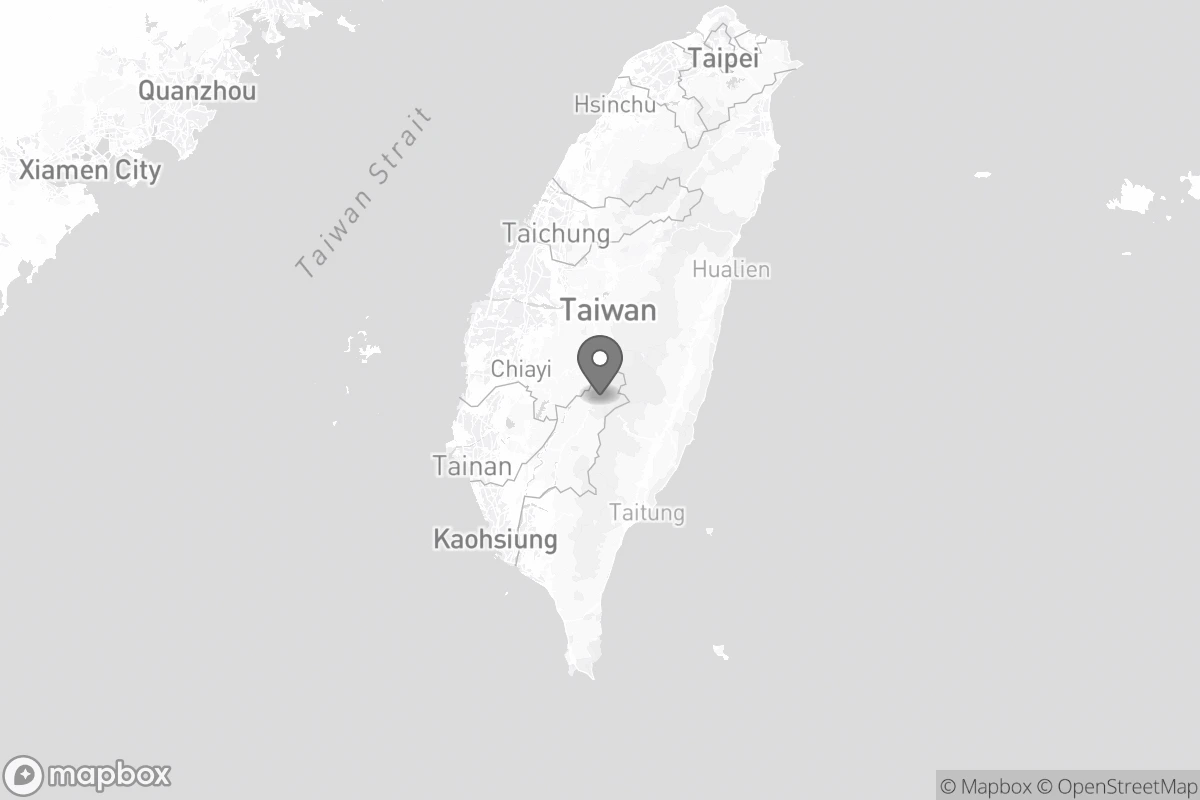 Taipei
Quanzhou
Hsinchu
Xiamen City
Taiwan Strait
Taichung
Hualien
Taiwan
Chiayi
Tainan
Taitung
Kaohsiung
mapbox
© Mapbox © OpenStreetMap